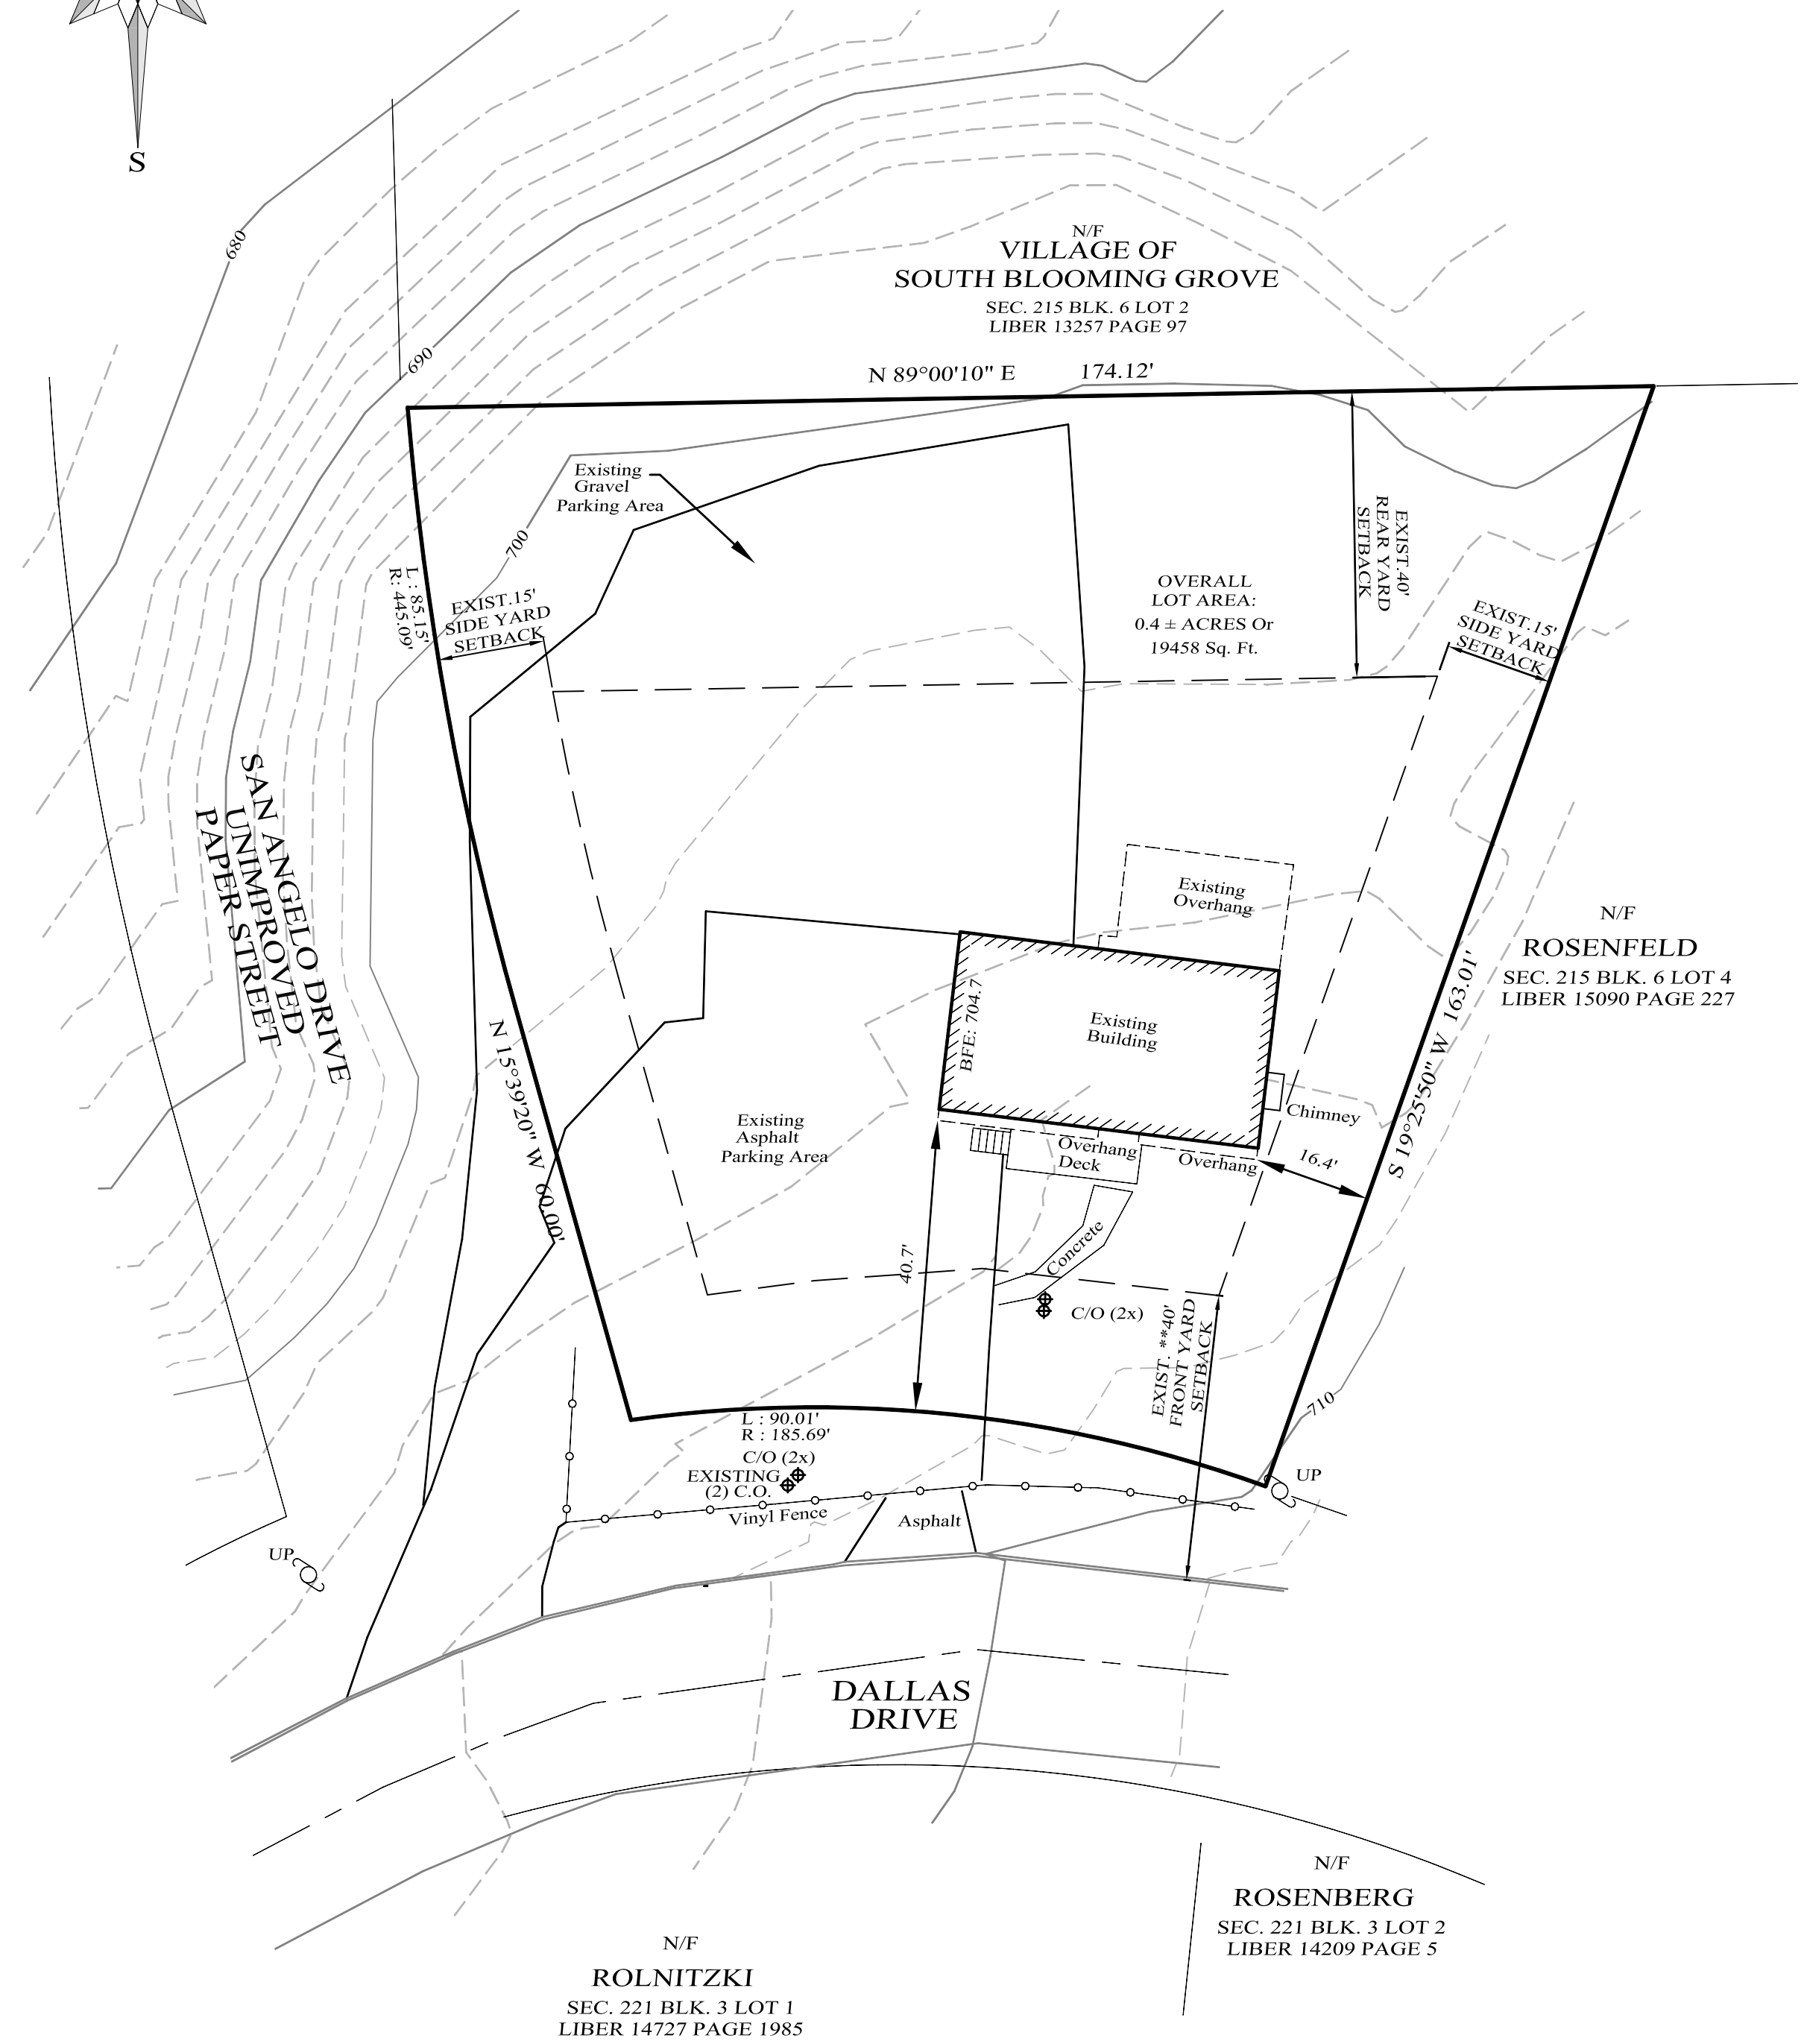 S
680
N/F
VILLAGE OF
SOUTH BLOOMING GROVE
SEC. 215 BLK. 6 LOT 2
LIBER 13257 PAGE 97
690
N 89°00'10" E 174.12'
Existing
Gravel
Parking Area
700
L : 85.15'
R: 445.09'
EXIST.15'
SIDE YARD
SETBACK
OVERALL
LOT AREA:
0.4 ± ACRES Or
19458 Sq. Ft.
EXIST.40'
REAR YARD
SETBACK
EXIST.15'
SIDE YARD
SETBACK
SAN ANGELO DRIVE
UNIMPROVED
PAPER STREET
Existing
Overhang
N/F
ROSENFELD
SEC. 215 BLK. 6 LOT 4
LIBER 15090 PAGE 227
BFE: 704.7
Existing
Building
N 15°39'20" W 60.00'
S 19°25'50" W 163.01'
Existing
Asphalt
Parking Area
Chimney
Overhang
Deck
Overhang
16.4'
40.7'
Concrete
C/O (2x)
EXIST. **40'
FRONT YARD
SETBACK
710
L : 90.01'
R : 185.69'
C/O (2x)
EXISTING
(2) C.O.
Vinyl Fence
Asphalt
UP
UP
DALLAS
DRIVE
N/F
ROSENBERG
SEC. 221 BLK. 3 LOT 2
LIBER 14209 PAGE 5
N/F
ROLNITZKI
SEC. 221 BLK. 3 LOT 1
LIBER 14727 PAGE 1985